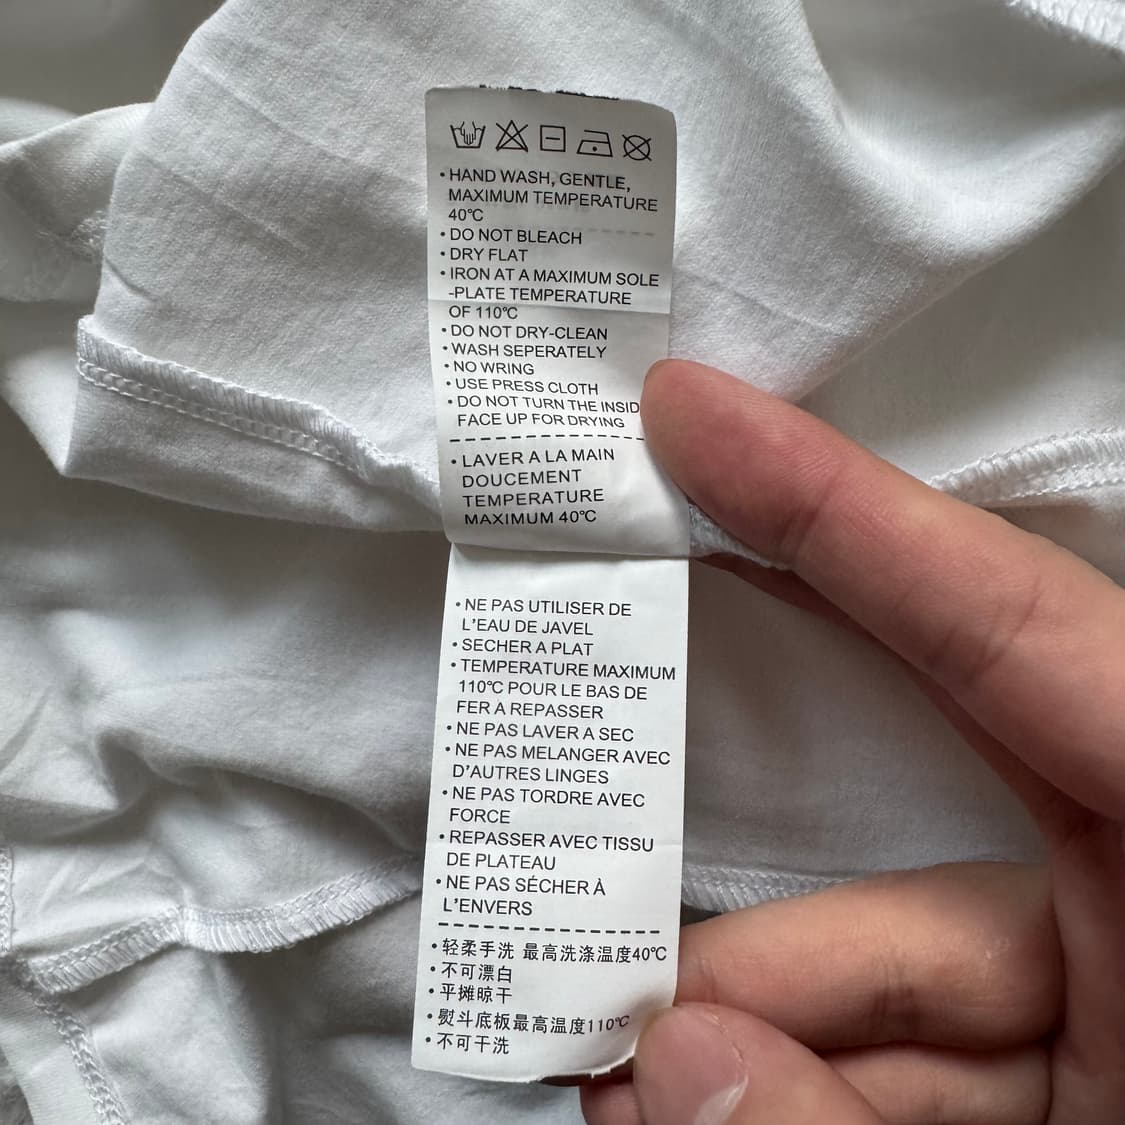 • HAND WASH, GENTLE,
MAXIMUM TEMPERATURE
40℃
• DO NOT BLEACH
• DRY FLAT
• IRON AT A MAXIMUM SOLE
-PLATE TEMPERATURE
OF 110℃
• DO NOT DRY-CLEAN
• WASH SEPERATELY
• NO WRING
• USE PRESS CLOTH
• DO NOT TURN THE INSID
FACE UP FOR DRYING
• LAVER A LA MAIN
DOUCEMENT
TEMPERATURE
MAXIMUM 40℃
• NE PAS UTILISER DE
L'EAU DE JAVEL
• SECHER A PLAT
• TEMPERATURE MAXIMUM
110℃ POUR LE BAS DE
FER A REPASSER
• NE PAS LAVER A SEC
• NE PAS MELANGER AVEC
D'AUTRES LINGES
• NE PAS TORDRE AVEC
FORCE
• REPASSER AVEC TISSU
DE PLATEAU
• NE PAS SÉCHER À
L'ENVERS
• 轻柔手洗 最高洗涤温度40℃
• 不可漂白
• 平摊晾干
• 熨斗底板最高温度110℃
• 不可干洗